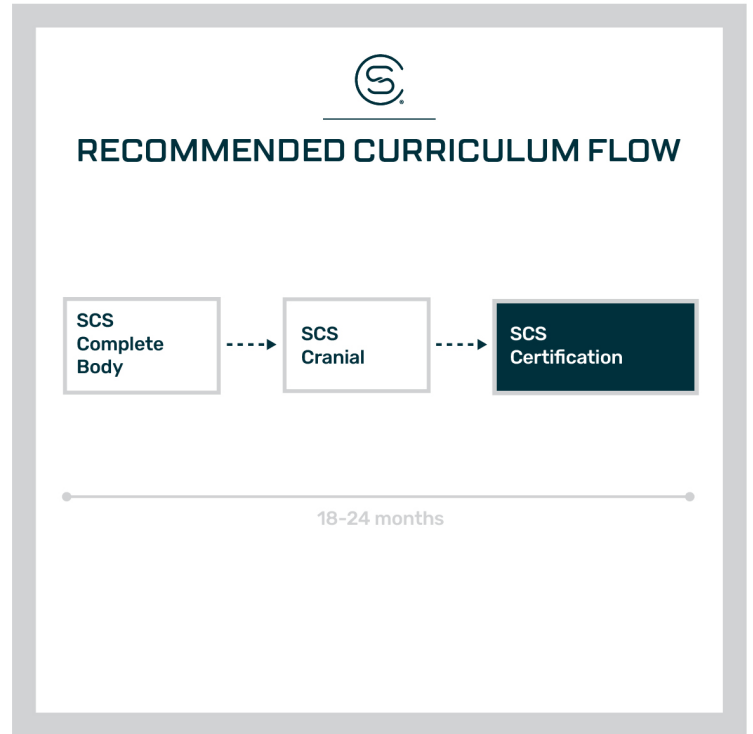 RECOMMENDED CURRICULUM FLOW
SCS
Complete
Body
SCS
Cranial
SCS
Certification
18-24 months